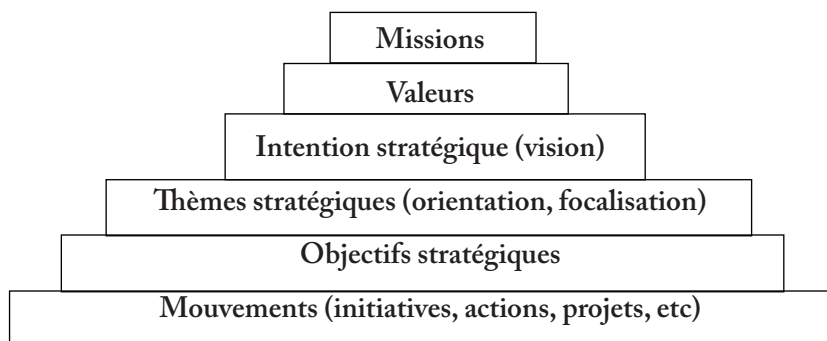 Missions
Valeurs
Intention stratégique (vision)
Thèmes stratégiques (orientation, focalisation)
Objectifs stratégiques
Mouvements (initiatives, actions, projets, etc)